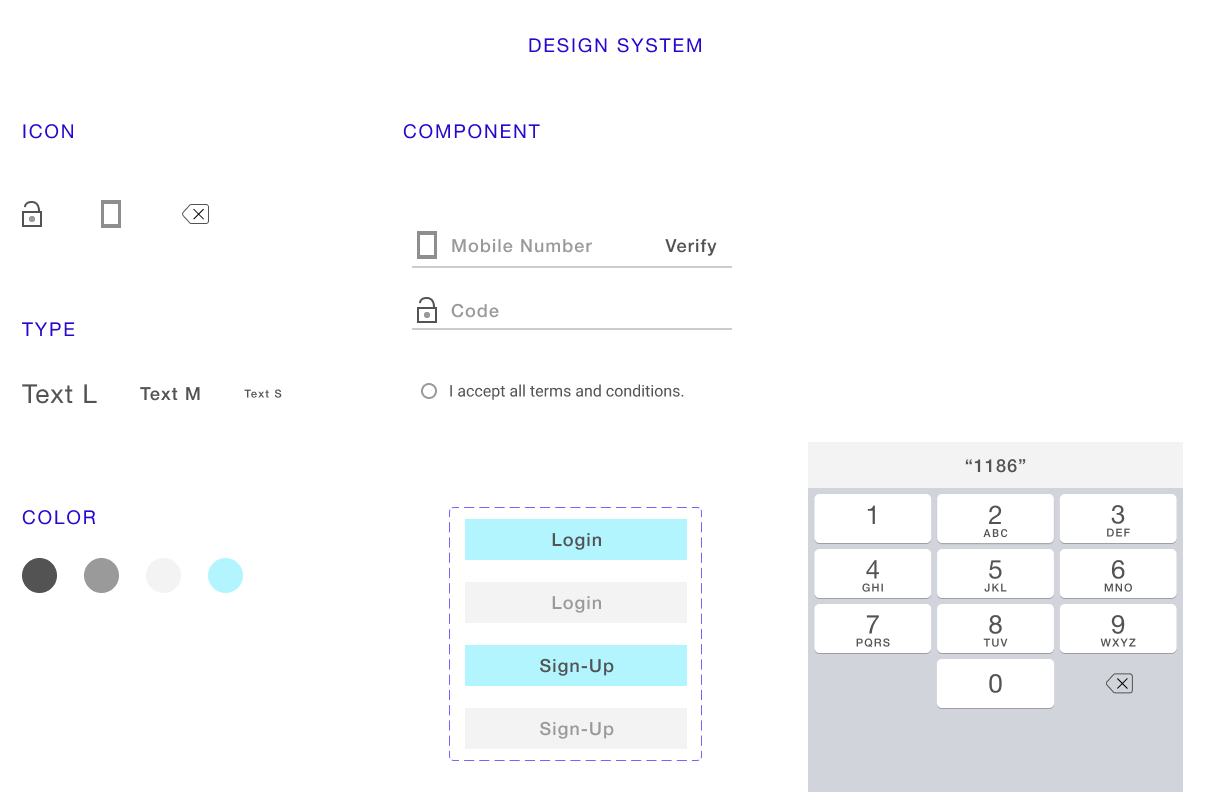 DESIGN SYSTEM
ICON
COMPONENT
Mobile Number Verify
Code
TYPE
Text L Text M Text S
I accept all terms and conditions.
COLOR
Login
Login
Sign-Up
Sign-Up
“1186”
1 2 3
ABC DEF
4 5 6
GHI JKL MNO
7 8 9
PQRS TUV WXYZ
0